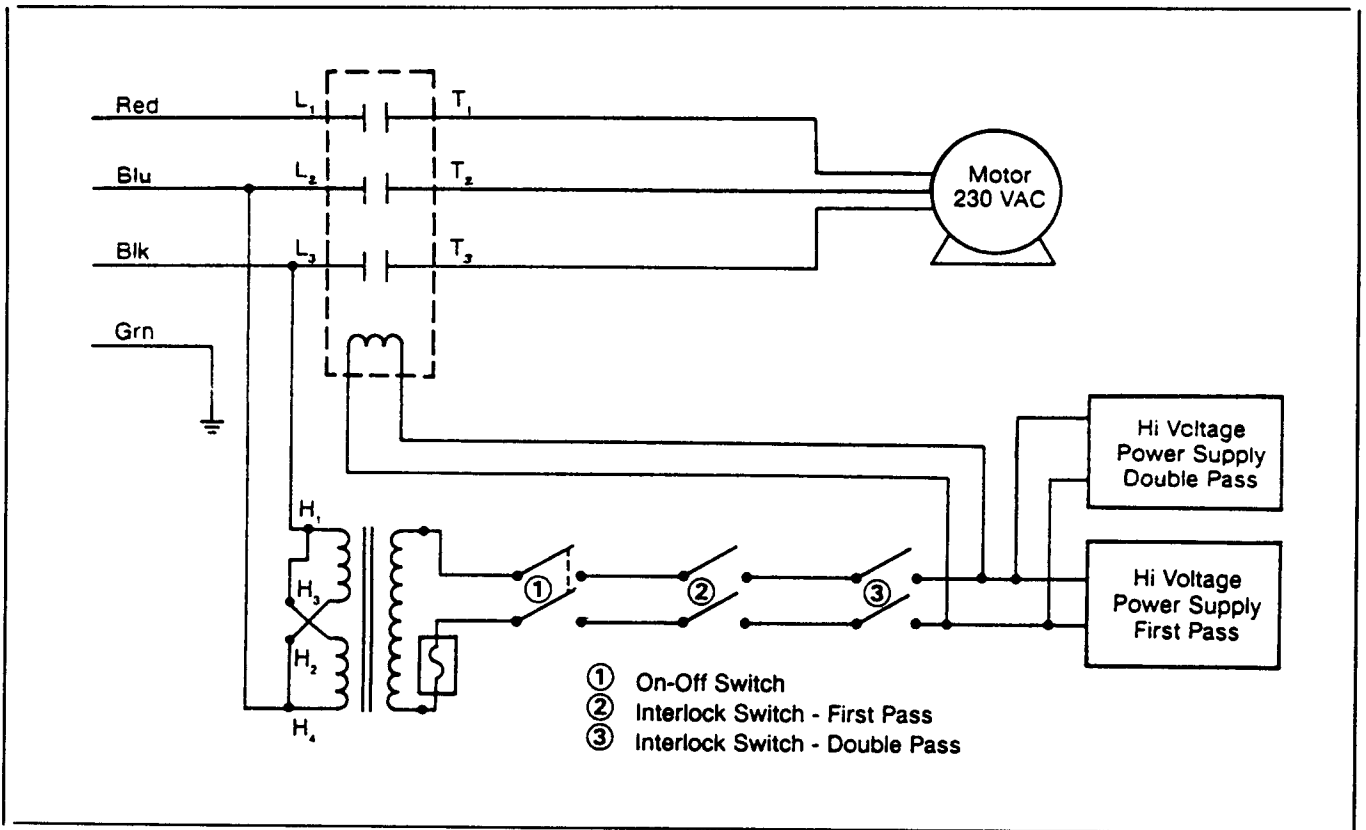 Red
L₁
T₁
Blu
L₂
T₂
Blk
L₃
T₃
Grn
Motor
230 VAC
Hi Vcltage
Power Supply
Double Pass
H₁
H₃
H₂
H₄
①
②
③
Hi Voltage
Power Supply
First Pass
① On-Off Switch
② Interlock Switch - First Pass
③ Interlock Switch - Double Pass